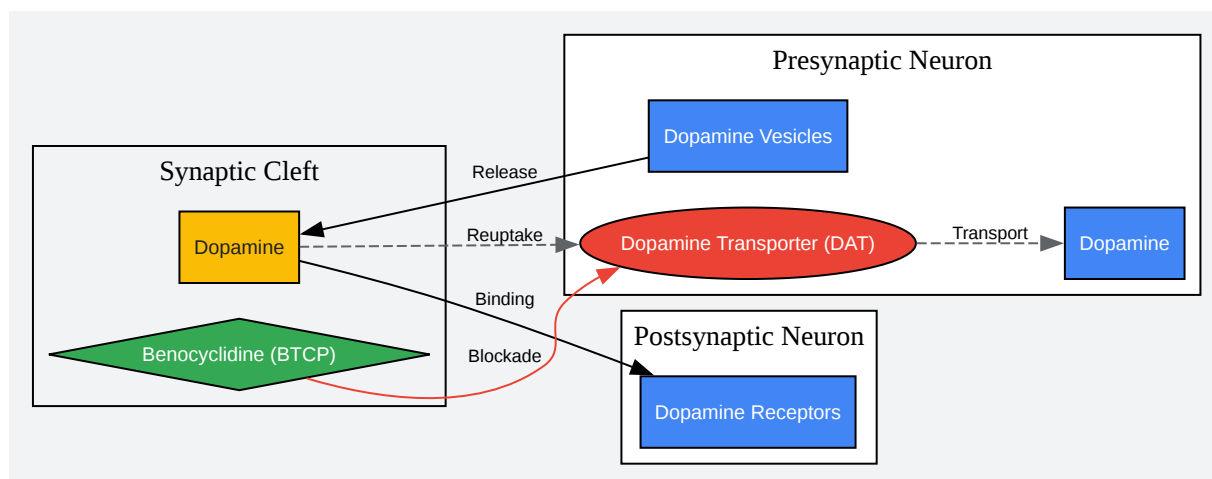 Presynaptic Neuron
Dopamine Vesicles
Synaptic Cleft
Release
Dopamine
Reuptake
Dopamine Transporter (DAT)
Transport
Dopamine
Binding
Postsynaptic Neuron
Benocyclidine (BTCP)
Blockade
Dopamine Receptors